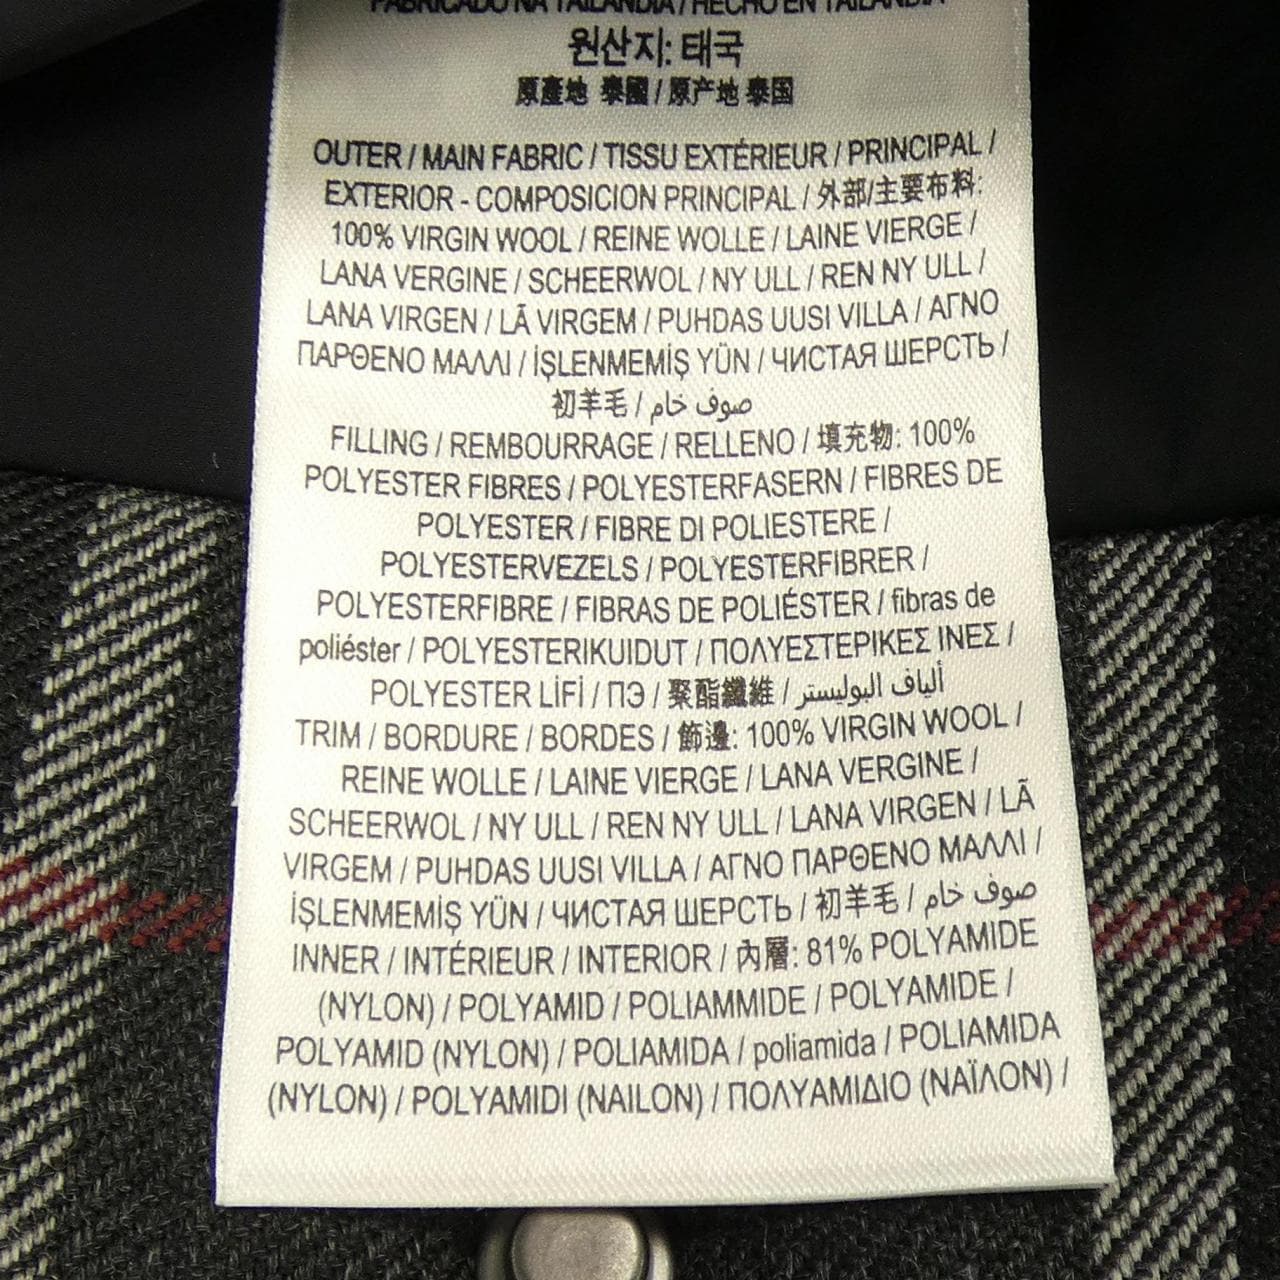 FABRICADO NA TAILÂNDIA / HECHO EN TAILANDIA
원산지: 태국
原產地 泰國 / 原产地 泰国
OUTER / MAIN FABRIC / TISSU EXTÉRIEUR / PRINCIPAL /
EXTERIOR - COMPOSICION PRINCIPAL / 外部/主要布料:
100% VIRGIN WOOL / REINE WOLLE / LAINE VIERGE /
LANA VERGINE / SCHEERWOL / NY ULL / REN NY ULL /
LANA VIRGEN / LÃ VIRGEM / PUHDAS UUSI VILLA / ΑΓΝΟ
ΠΑΡΘΕΝΟ ΜΑΛΛΙ / İŞLENMEMİŞ YÜN / ЧИСТАЯ ШЕРСТЬ /
初羊毛 / صوف خام
FILLING / REMBOURRAGE / RELLENO / 填充物: 100%
POLYESTER FIBRES / POLYESTERFASERN / FIBRES DE
POLYESTER / FIBRE DI POLIESTERE /
POLYESTERVEZELS / POLYESTERFIBRER /
POLYESTERFIBRE / FIBRAS DE POLIÉSTER / fibras de
poliéster / POLYESTERIKUIDUT / ΠΟΛΥΕΣΤΕΡΙΚΕΣ ΙΝΕΣ /
POLYESTER LİFİ / ПЭ / 聚酯纖維 / ألياف البوليستر
TRIM / BORDURE / BORDES / 飾邊: 100% VIRGIN WOOL /
REINE WOLLE / LAINE VIERGE / LANA VERGINE /
SCHEERWOL / NY ULL / REN NY ULL / LANA VIRGEN / LÃ
VIRGEM / PUHDAS UUSI VILLA / ΑΓΝΟ ΠΑΡΘΕΝΟ ΜΑΛΛΙ /
İŞLENMEMİŞ YÜN / ЧИСТАЯ ШЕРСТЬ / 初羊毛 / صوف خام
INNER / INTÉRIEUR / INTERIOR / 內層: 81% POLYAMIDE
(NYLON) / POLYAMID / POLIAMMIDE / POLYAMIDE /
POLYAMID (NYLON) / POLIAMIDA / poliamida / POLIAMIDA
(NYLON) / POLYAMIDI (NAILON) / ΠΟΛΥΑΜΙΔΙΟ (ΝΑΪΛΟΝ) /